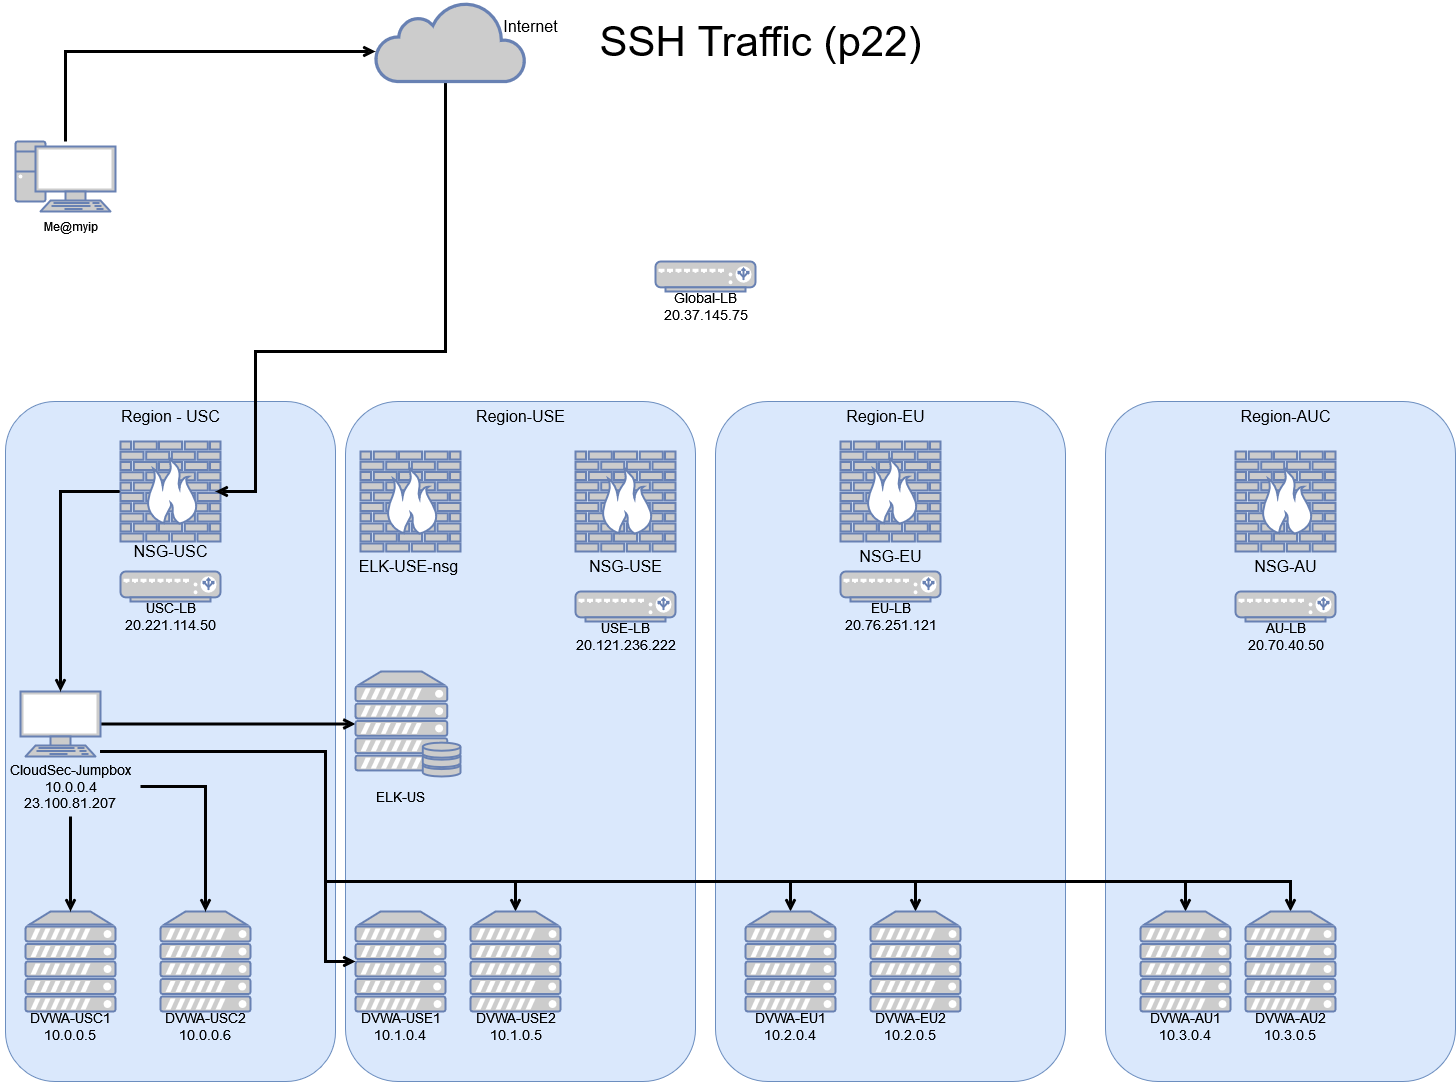 Internet
SSH Traffic (p22)
Me@myip
Global-LB
20.37.145.75
Region - USC
NSG-USC
USC-LB
20.221.114.50
CloudSec-Jumpbox
10.0.0.4
23.100.81.207
DVWA-USC1
10.0.0.5
DVWA-USC2
10.0.0.6
Region-USE
ELK-USE-nsg
NSG-USE
USE-LB
20.121.236.222
ELK-US
DVWA-USE1
10.1.0.4
DVWA-USE2
10.1.0.5
Region-EU
NSG-EU
EU-LB
20.76.251.121
DVWA-EU1
10.2.0.4
DVWA-EU2
10.2.0.5
Region-AUC
NSG-AU
AU-LB
20.70.40.50
DVWA-AU1
10.3.0.4
DVWA-AU2
10.3.0.5